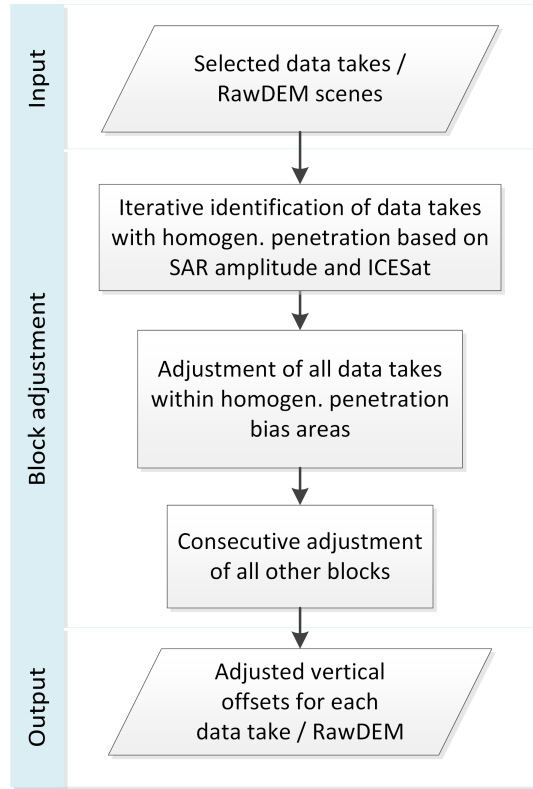 Input
Selected data takes /
RawDEM scenes
Block adjustment
Iterative identification of data takes
with homogen. penetration based on
SAR amplitude and ICESat
Adjustment of all data takes
within homogen. penetration
bias areas
Consecutive adjustment
of all other blocks
Output
Adjusted vertical
offsets for each
data take / RawDEM